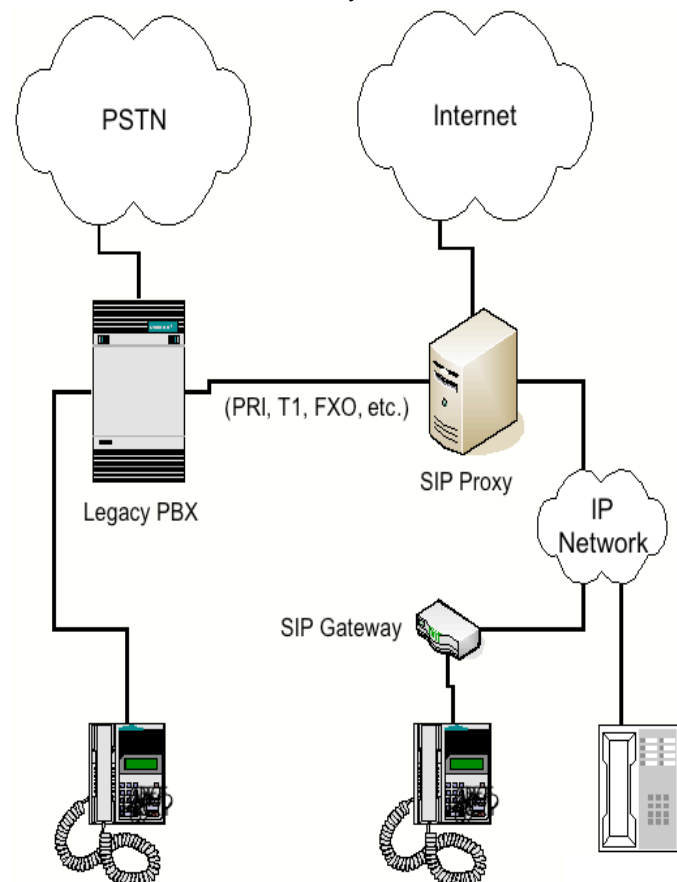 PSTN
Internet
(PRI, T1, FXO, etc.)
SIP Proxy
Legacy PBX
IP
Network
SIP Gateway